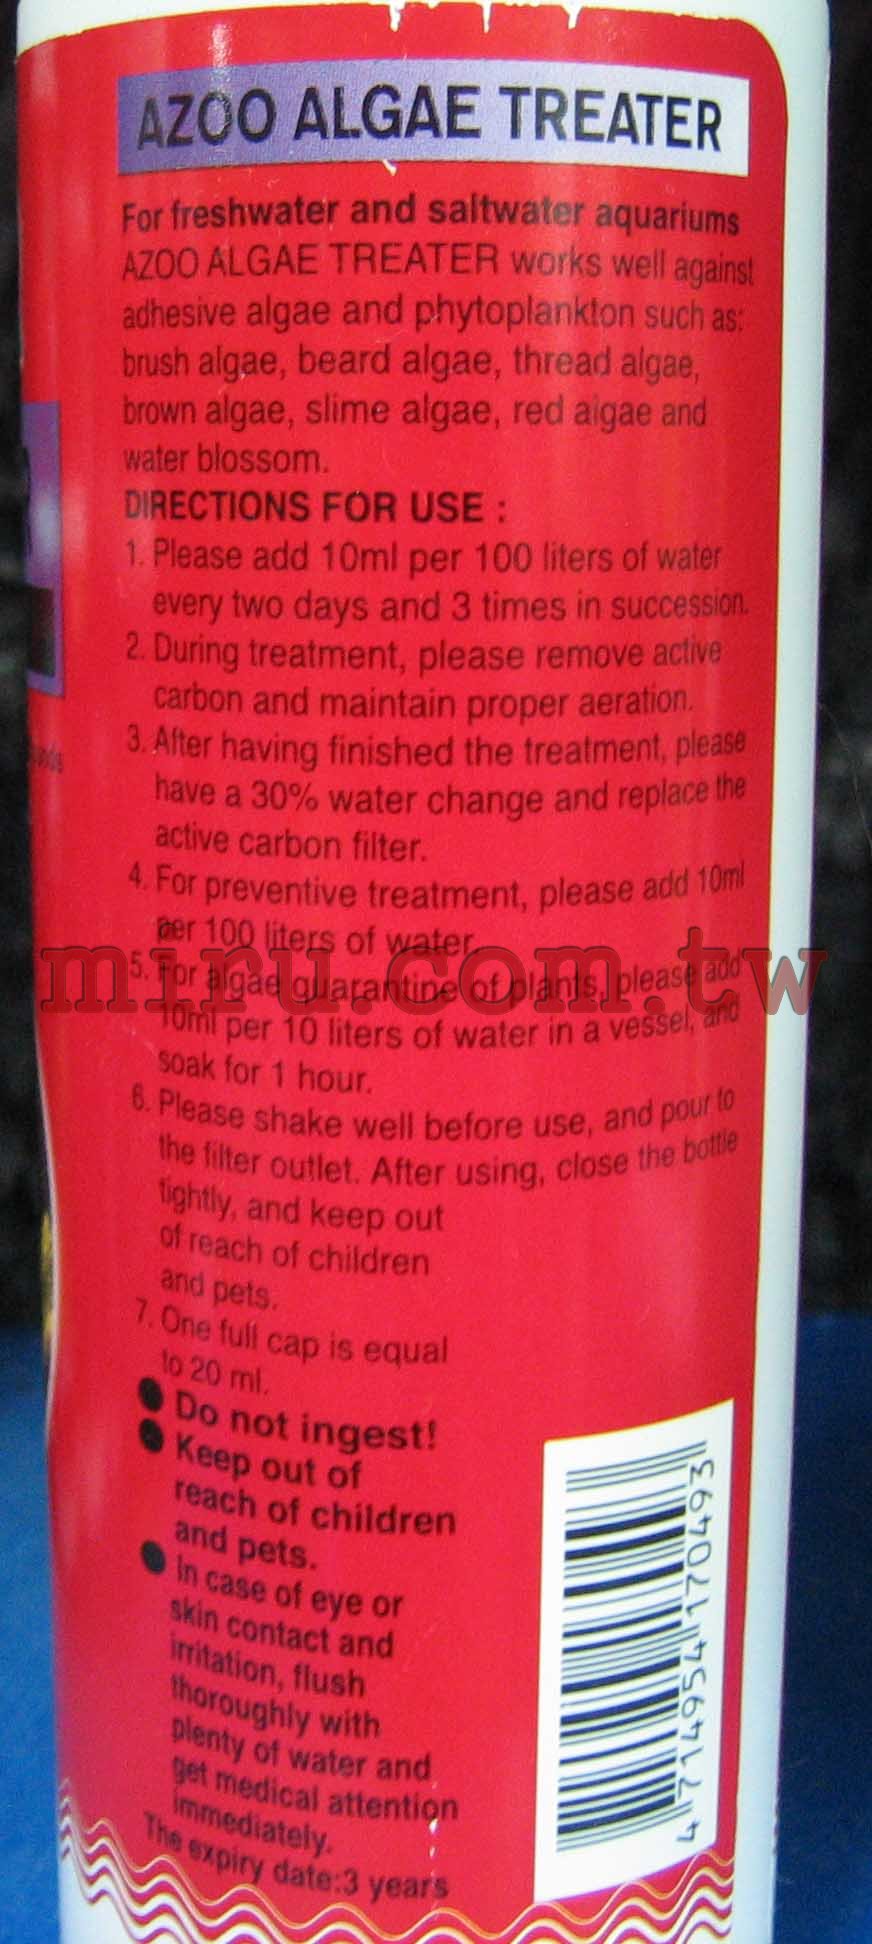 AZOO ALGAE TREATER
For freshwater and saltwater aquariums
AZOO ALGAE TREATER works well against
adhesive algae and phytoplankton such as:
brush algae, beard algae, thread algae,
brown algae, slime algae, red algae and
water blossom.
DIRECTIONS FOR USE :
1. Please add 10ml per 100 liters of water
every two days and 3 times in succession.
2. During treatment, please remove active
carbon and maintain proper aeration.
3. After having finished the treatment, please
have a 30% water change and replace the
active carbon filter.
4. For preventive treatment, please add 10ml
per 100 liters of water.
miru.com.tw
5. For algae guarantine of plants, please add
10ml per 10 liters of water in a vessel, and
soak for 1 hour.
6. Please shake well before use, and pour to
the filter outlet. After using, close the bottle
tightly, and keep out
of reach of children
and pets.
7. One full cap is equal
to 20 ml.
● Do not ingest!
● Keep out of
reach of children
and pets.
● In case of eye or
skin contact and
irritation, flush
thoroughly with
plenty of water and
get medical attention
immediately.
The expiry date:3 years
4714954170493